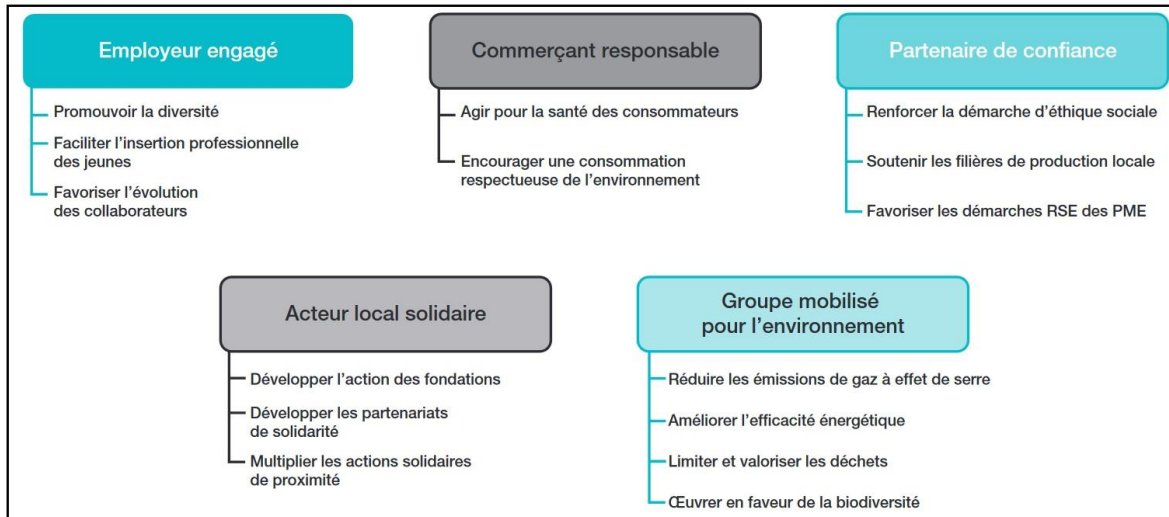 Employeur engagé
Promouvoir la diversité
Faciliter l’insertion professionnelle
des jeunes
Favoriser l’évolution
des collaborateurs
Commerçant responsable
Agir pour la santé des consommateurs
Encourager une consommation
respectueuse de l’environnement
Partenaire de confiance
Renforcer la démarche d’éthique sociale
Soutenir les filières de production locale
Favoriser les démarches RSE des PME
Acteur local solidaire
Développer l’action des fondations
Développer les partenariats
de solidarité
Multiplier les actions solidaires
de proximité
Groupe mobilisé
pour l’environnement
Réduire les émissions de gaz à effet de serre
Améliorer l’efficacité énergétique
Limiter et valoriser les déchets
Œuvrer en faveur de la biodiversité